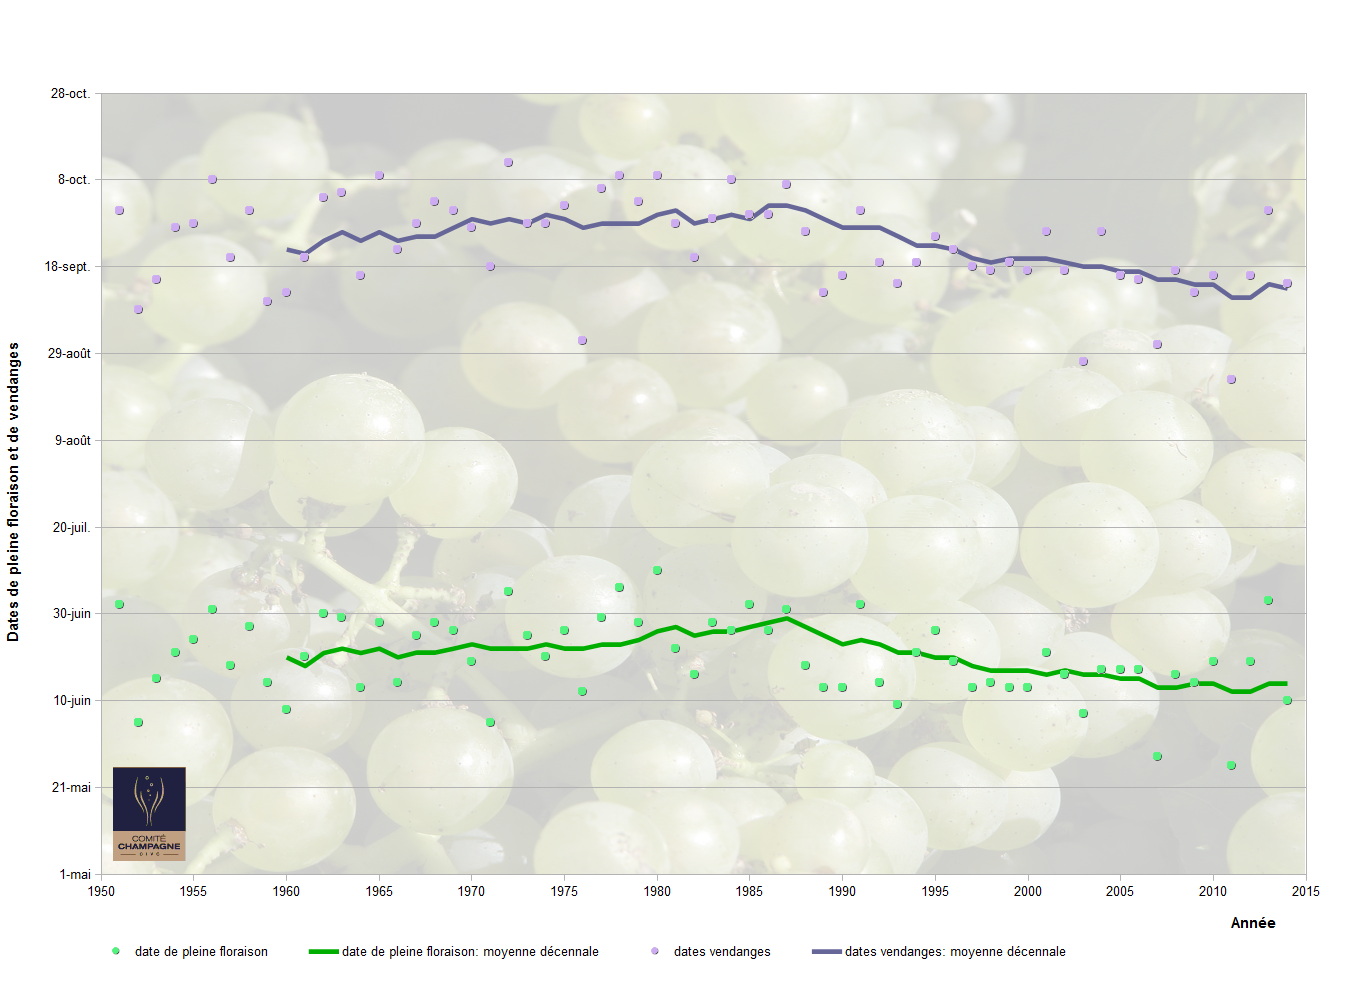 28-oct.
8-oct.
18-sept.
29-août
9-août
20-juil.
30-juin
10-juin
21-mai
1-mai
Dates de pleine floraison et de vendanges
COMITÉ
CHAMPAGNE
CIVC
1950 1955 1960 1965 1970 1975 1980 1985 1990 1995 2000 2005 2010 2015
Année
date de pleine floraison date de pleine floraison: moyenne décennale dates vendanges dates vendanges: moyenne décennale